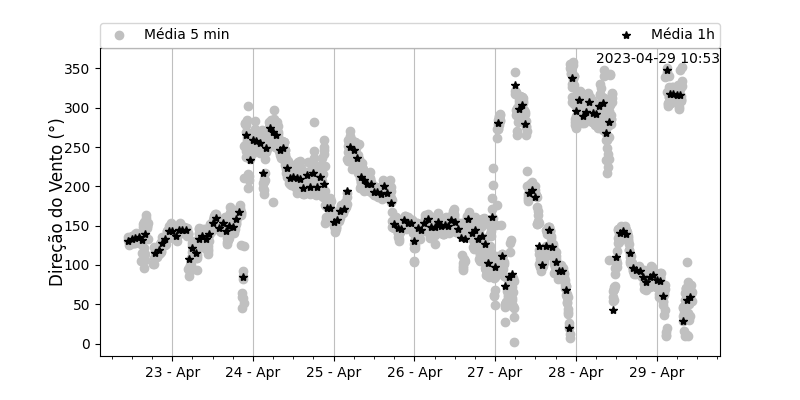 Média 5 min
Média 1h
2023-04-29 10:53
Direção do Vento (°)
350
300
250
200
150
100
50
0
23 - Apr
24 - Apr
25 - Apr
26 - Apr
27 - Apr
28 - Apr
29 - Apr